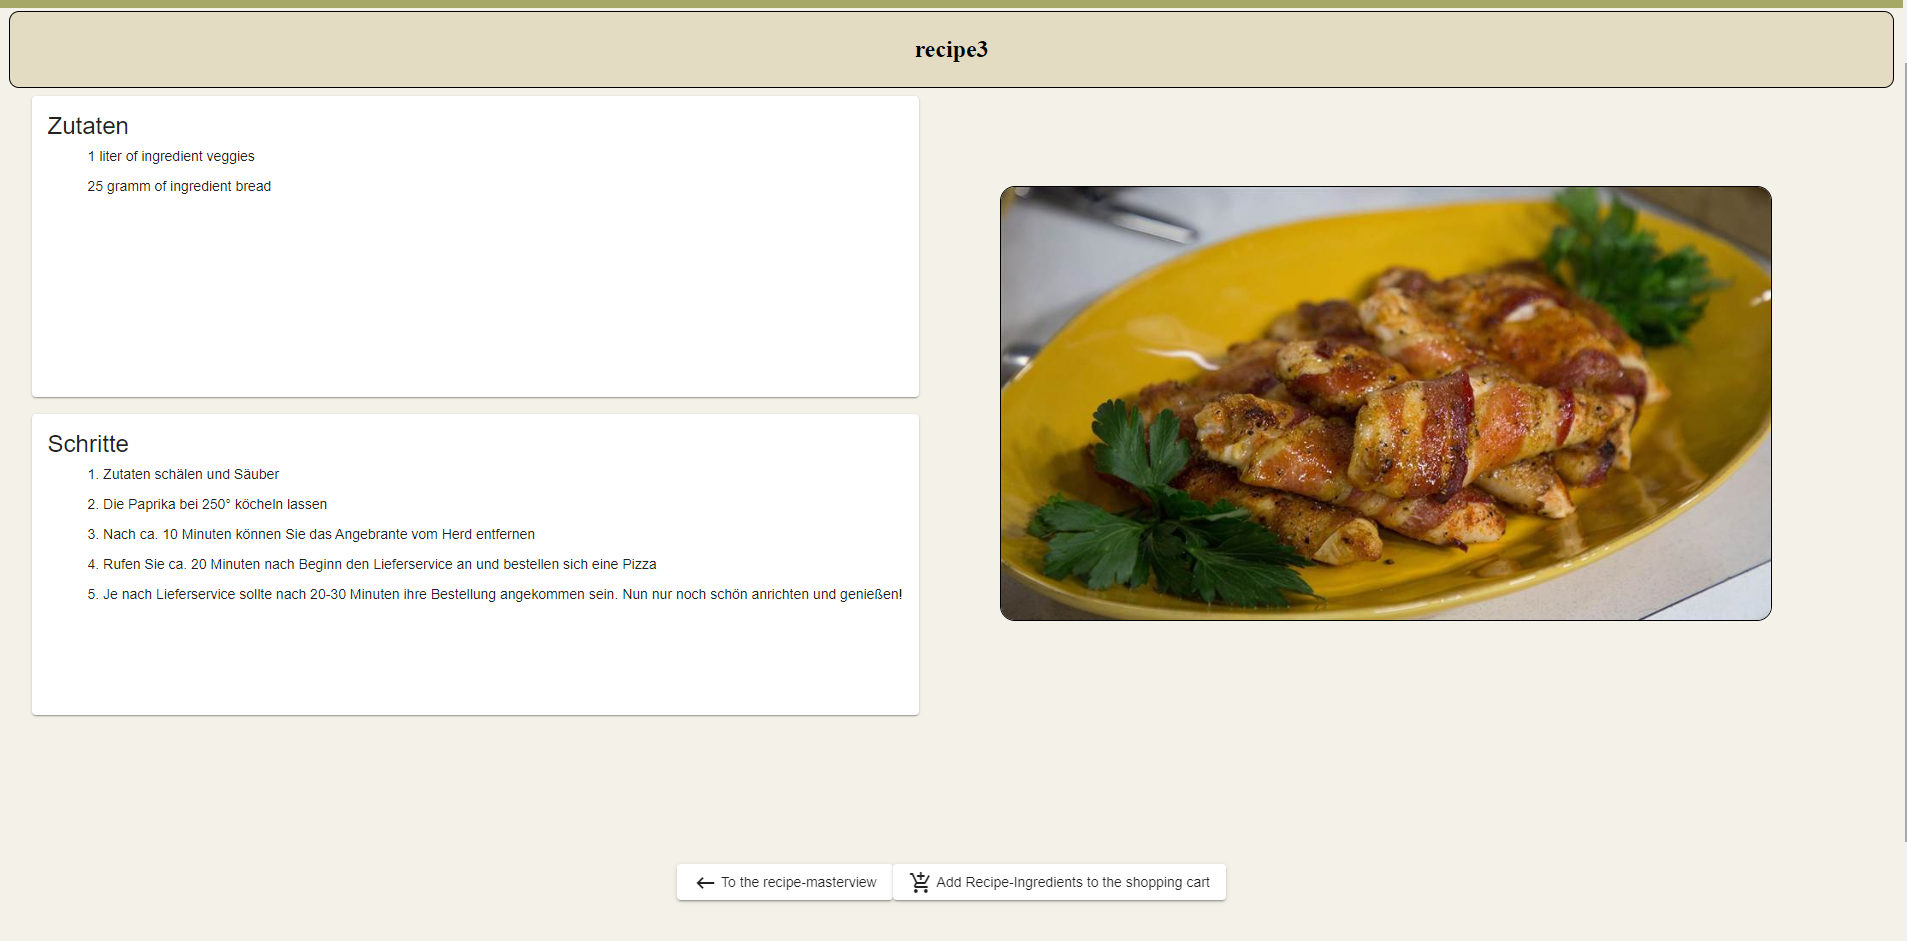 recipe3
Zutaten
1 liter of ingredient veggies
25 gramm of ingredient bread
Schritte
1. Zutaten schälen und Säuber
2. Die Paprika bei 250° köcheln lassen
3. Nach ca. 10 Minuten können Sie das Angebrante vom Herd entfernen
4. Rufen Sie ca. 20 Minuten nach Beginn den Lieferservice an und bestellen sich eine Pizza
5. Je nach Lieferservice sollte nach 20-30 Minuten ihre Bestellung angekommen sein. Nun nur noch schön anrichten und genießen!
To the recipe-masterview
Add Recipe-Ingredients to the shopping cart